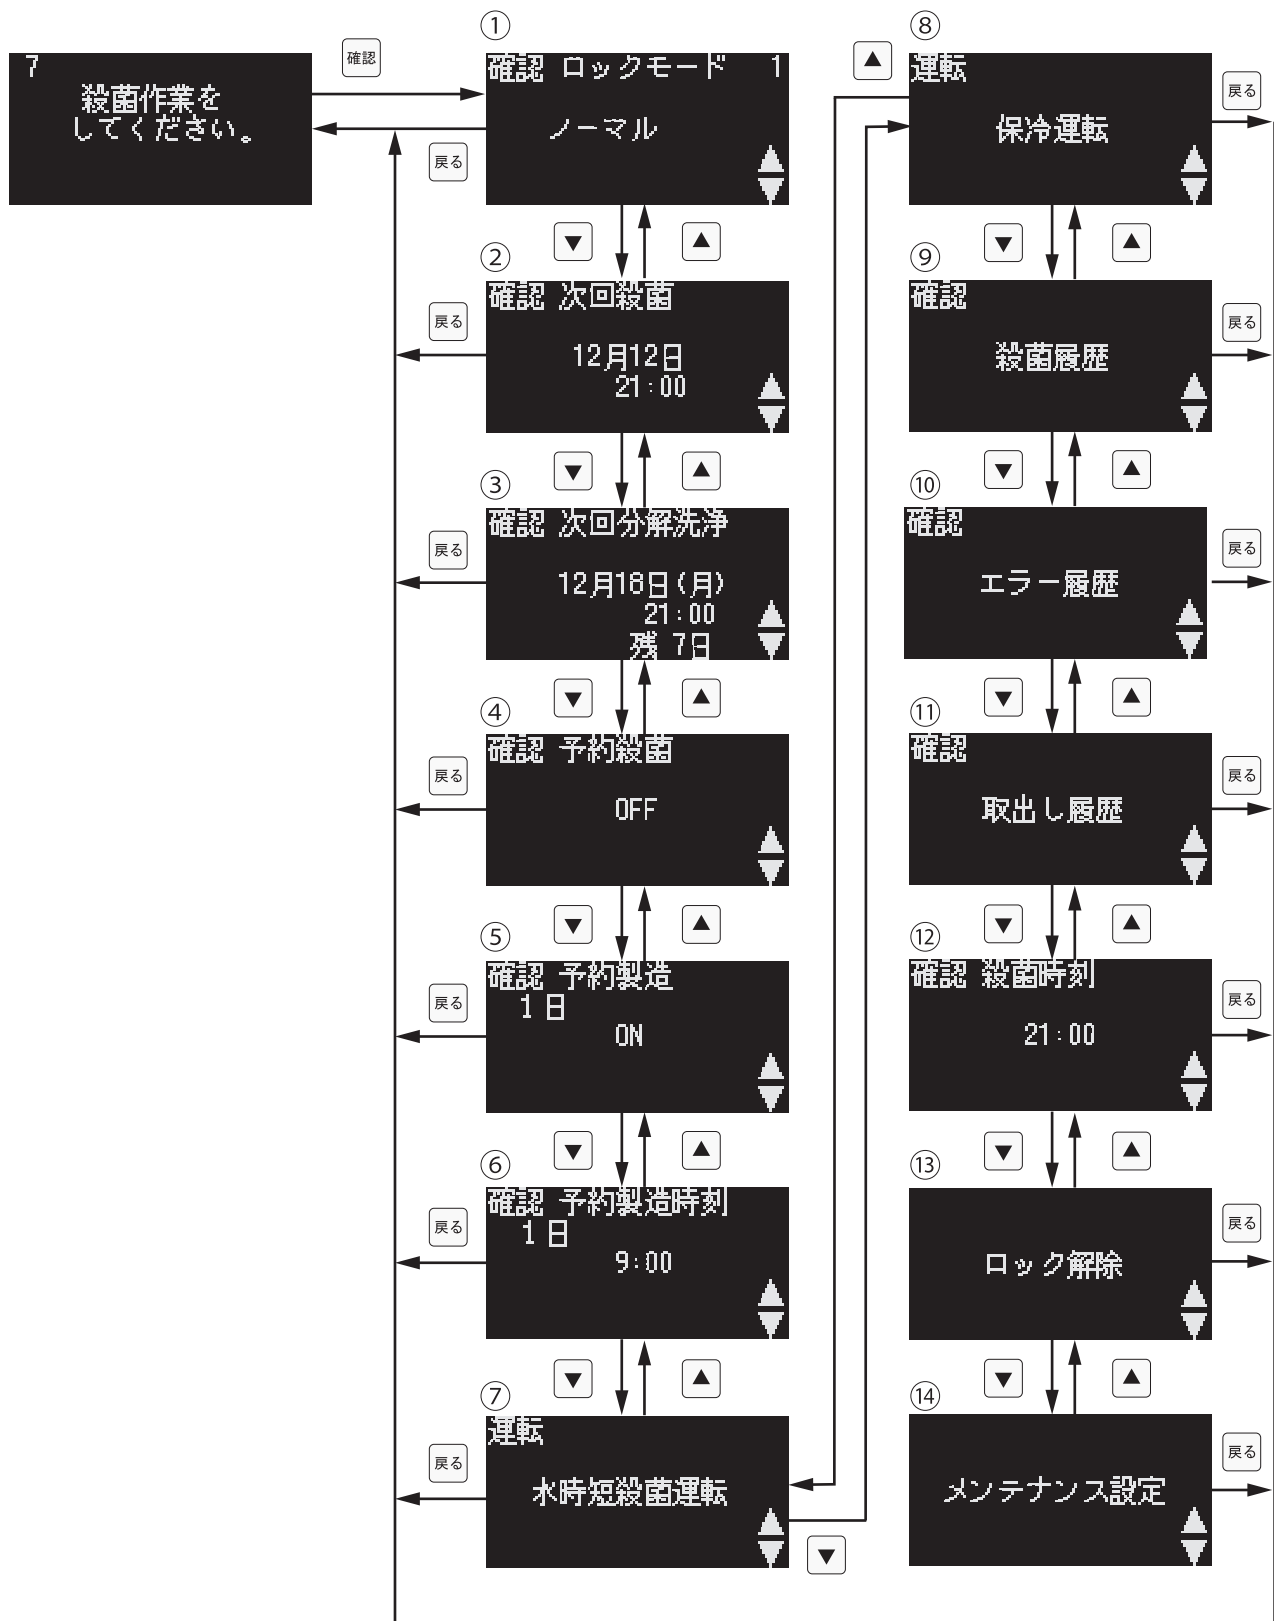 7
殺菌作業を
してください。
確認
戻る
①
確認 ロックモード 1
ノーマル
▼
▲
②
確認 次回殺菌
12月12日
21:00
戻る
▼
▲
③
確認 次回分解洗浄
12月18日(月)
21:00
残 7日
戻る
▼
▲
④
確認 予約殺菌
OFF
戻る
▼
▲
⑤
確認 予約製造
1日
ON
戻る
▼
▲
⑥
確認 予約製造時刻
1日
9:00
戻る
▼
▲
⑦
運転
水時短殺菌運転
戻る
▼
▲
⑧
運転
保冷運転
戻る
▼
▲
⑨
確認
殺菌履歴
戻る
▼
▲
⑩
確認
エラー履歴
戻る
▼
▲
⑪
確認
取出し履歴
戻る
▼
▲
⑫
確認 殺菌時刻
21:00
戻る
▼
▲
⑬
ロック解除
戻る
▼
▲
⑭
メンテナンス設定
戻る